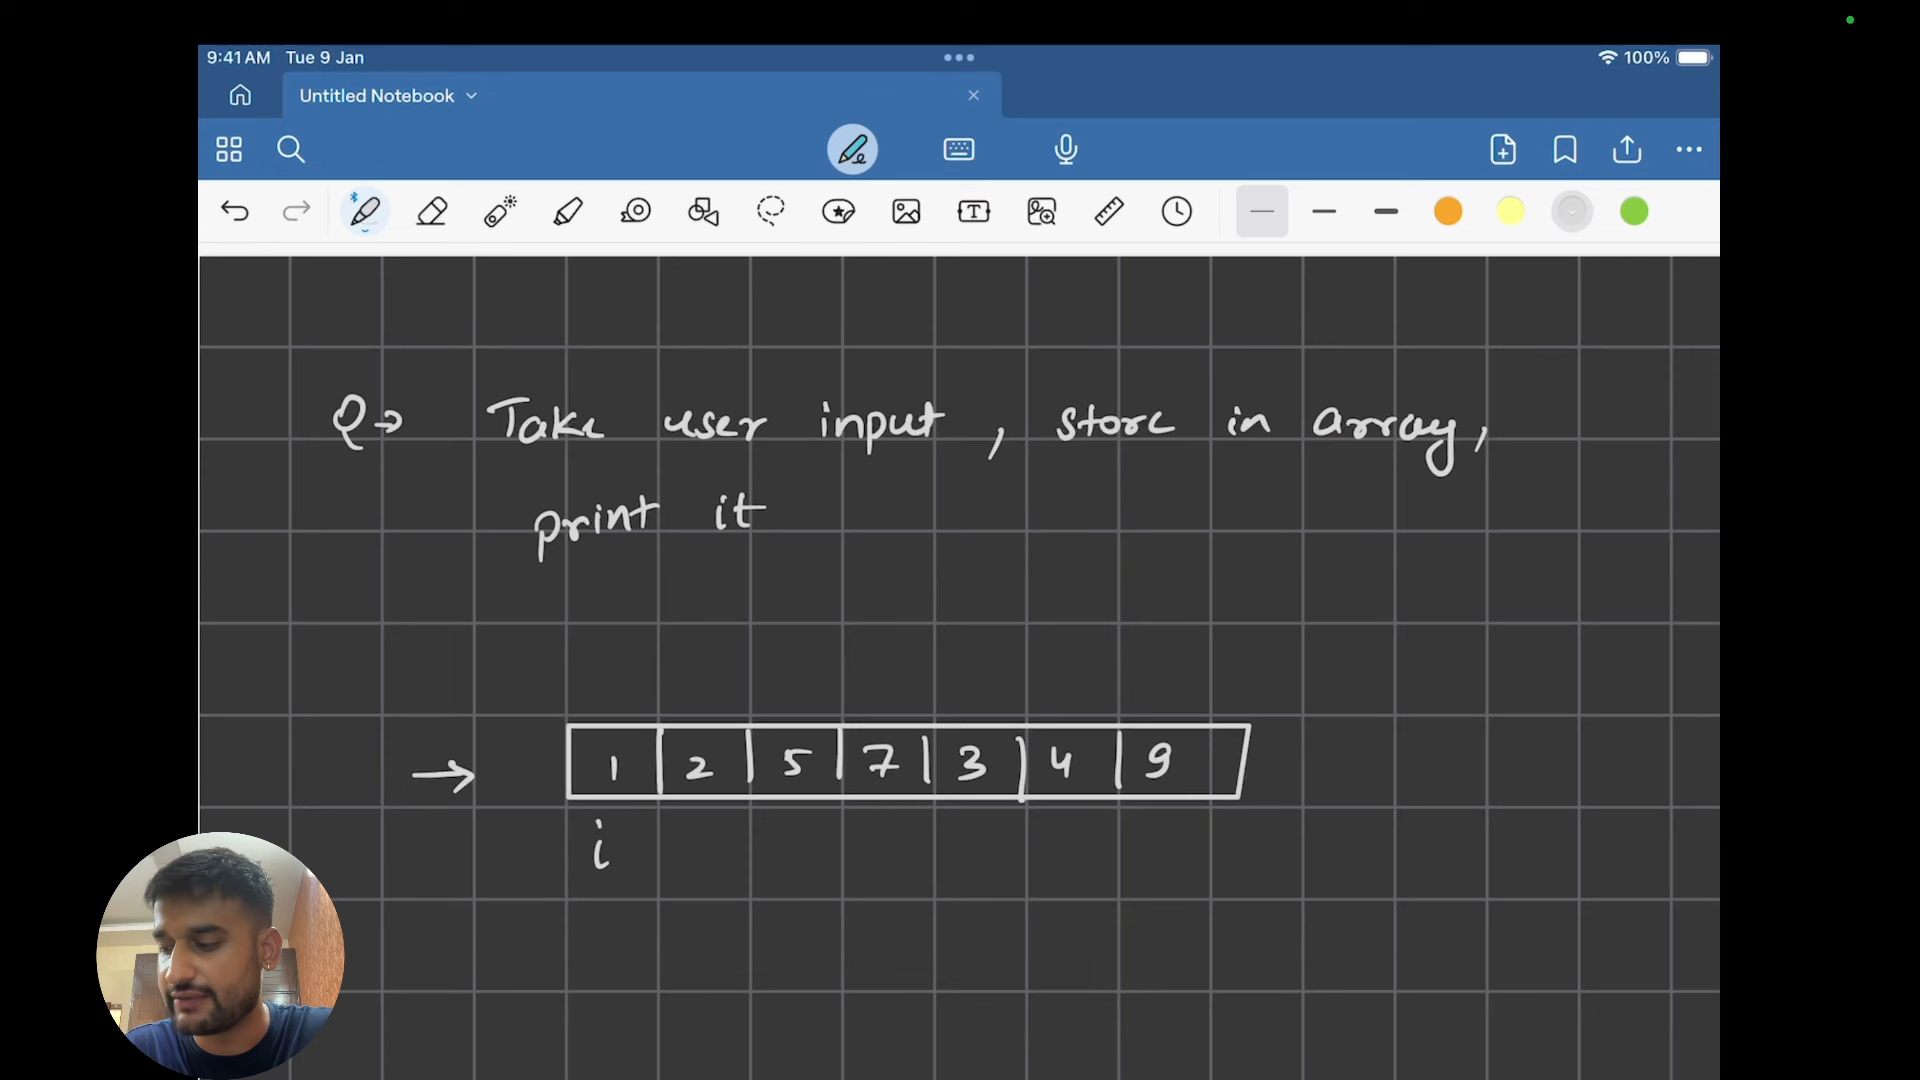 9:41 AM Tue 9 Jan
100%
Untitled Notebook
Q→ Take user input, store in array,
print it
→ 1 2 5 7 3 4 9
i